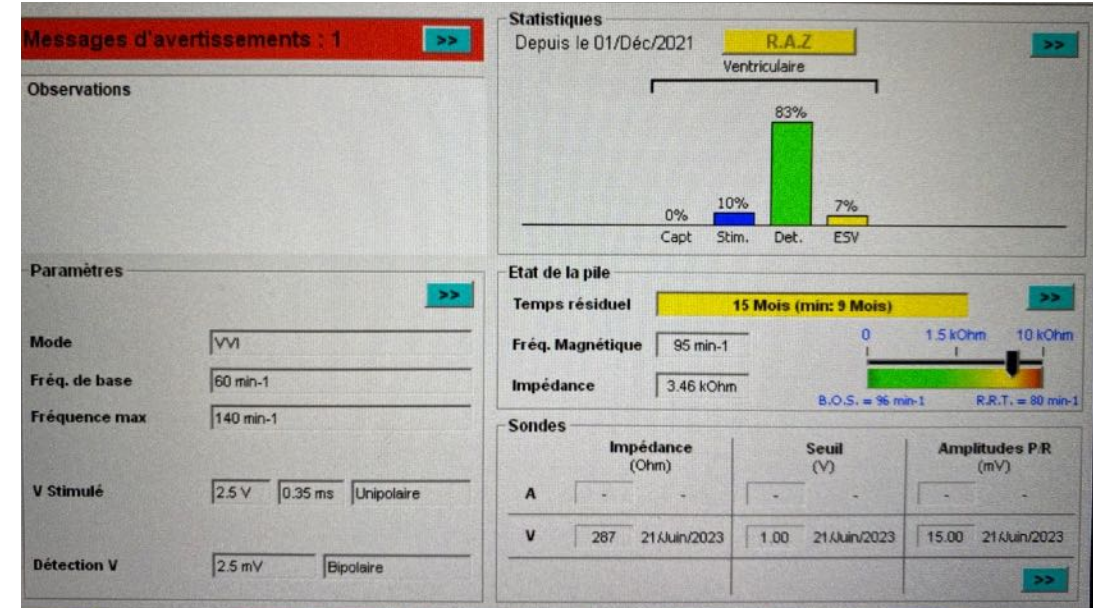 Messages d'avertissements : 1
>>
Observations
Statistiques
Depuis le 01/Déc/2021
R.A.Z
>>
Ventriculaire
83%
0%
10%
7%
Capt
Stim.
Det.
ESV
Paramètres
>>
Mode
VVI
Fréq. de base
60 min-1
Fréquence max
140 min-1
V Stimulé
2.5 V
0.35 ms
Unipolaire
Détection V
2.5 mV
Bipolaire
Etat de la pile
Temps résiduel
15 Mois (min: 9 Mois)
>>
Fréq. Magnétique
95 min-1
0
1.5 kOhm
10 kOhm
Impédance
3.46 kOhm
B.O.S. = 96 min-1
R.R.T. = 80 min-1
Sondes
Impédance
(Ohm)
Seuil
(V)
Amplitudes P/R
(mV)
A
-
-
-
-
-
-
V
287
21/Juin/2023
1.00
21/Juin/2023
15.00
21/Juin/2023
>>